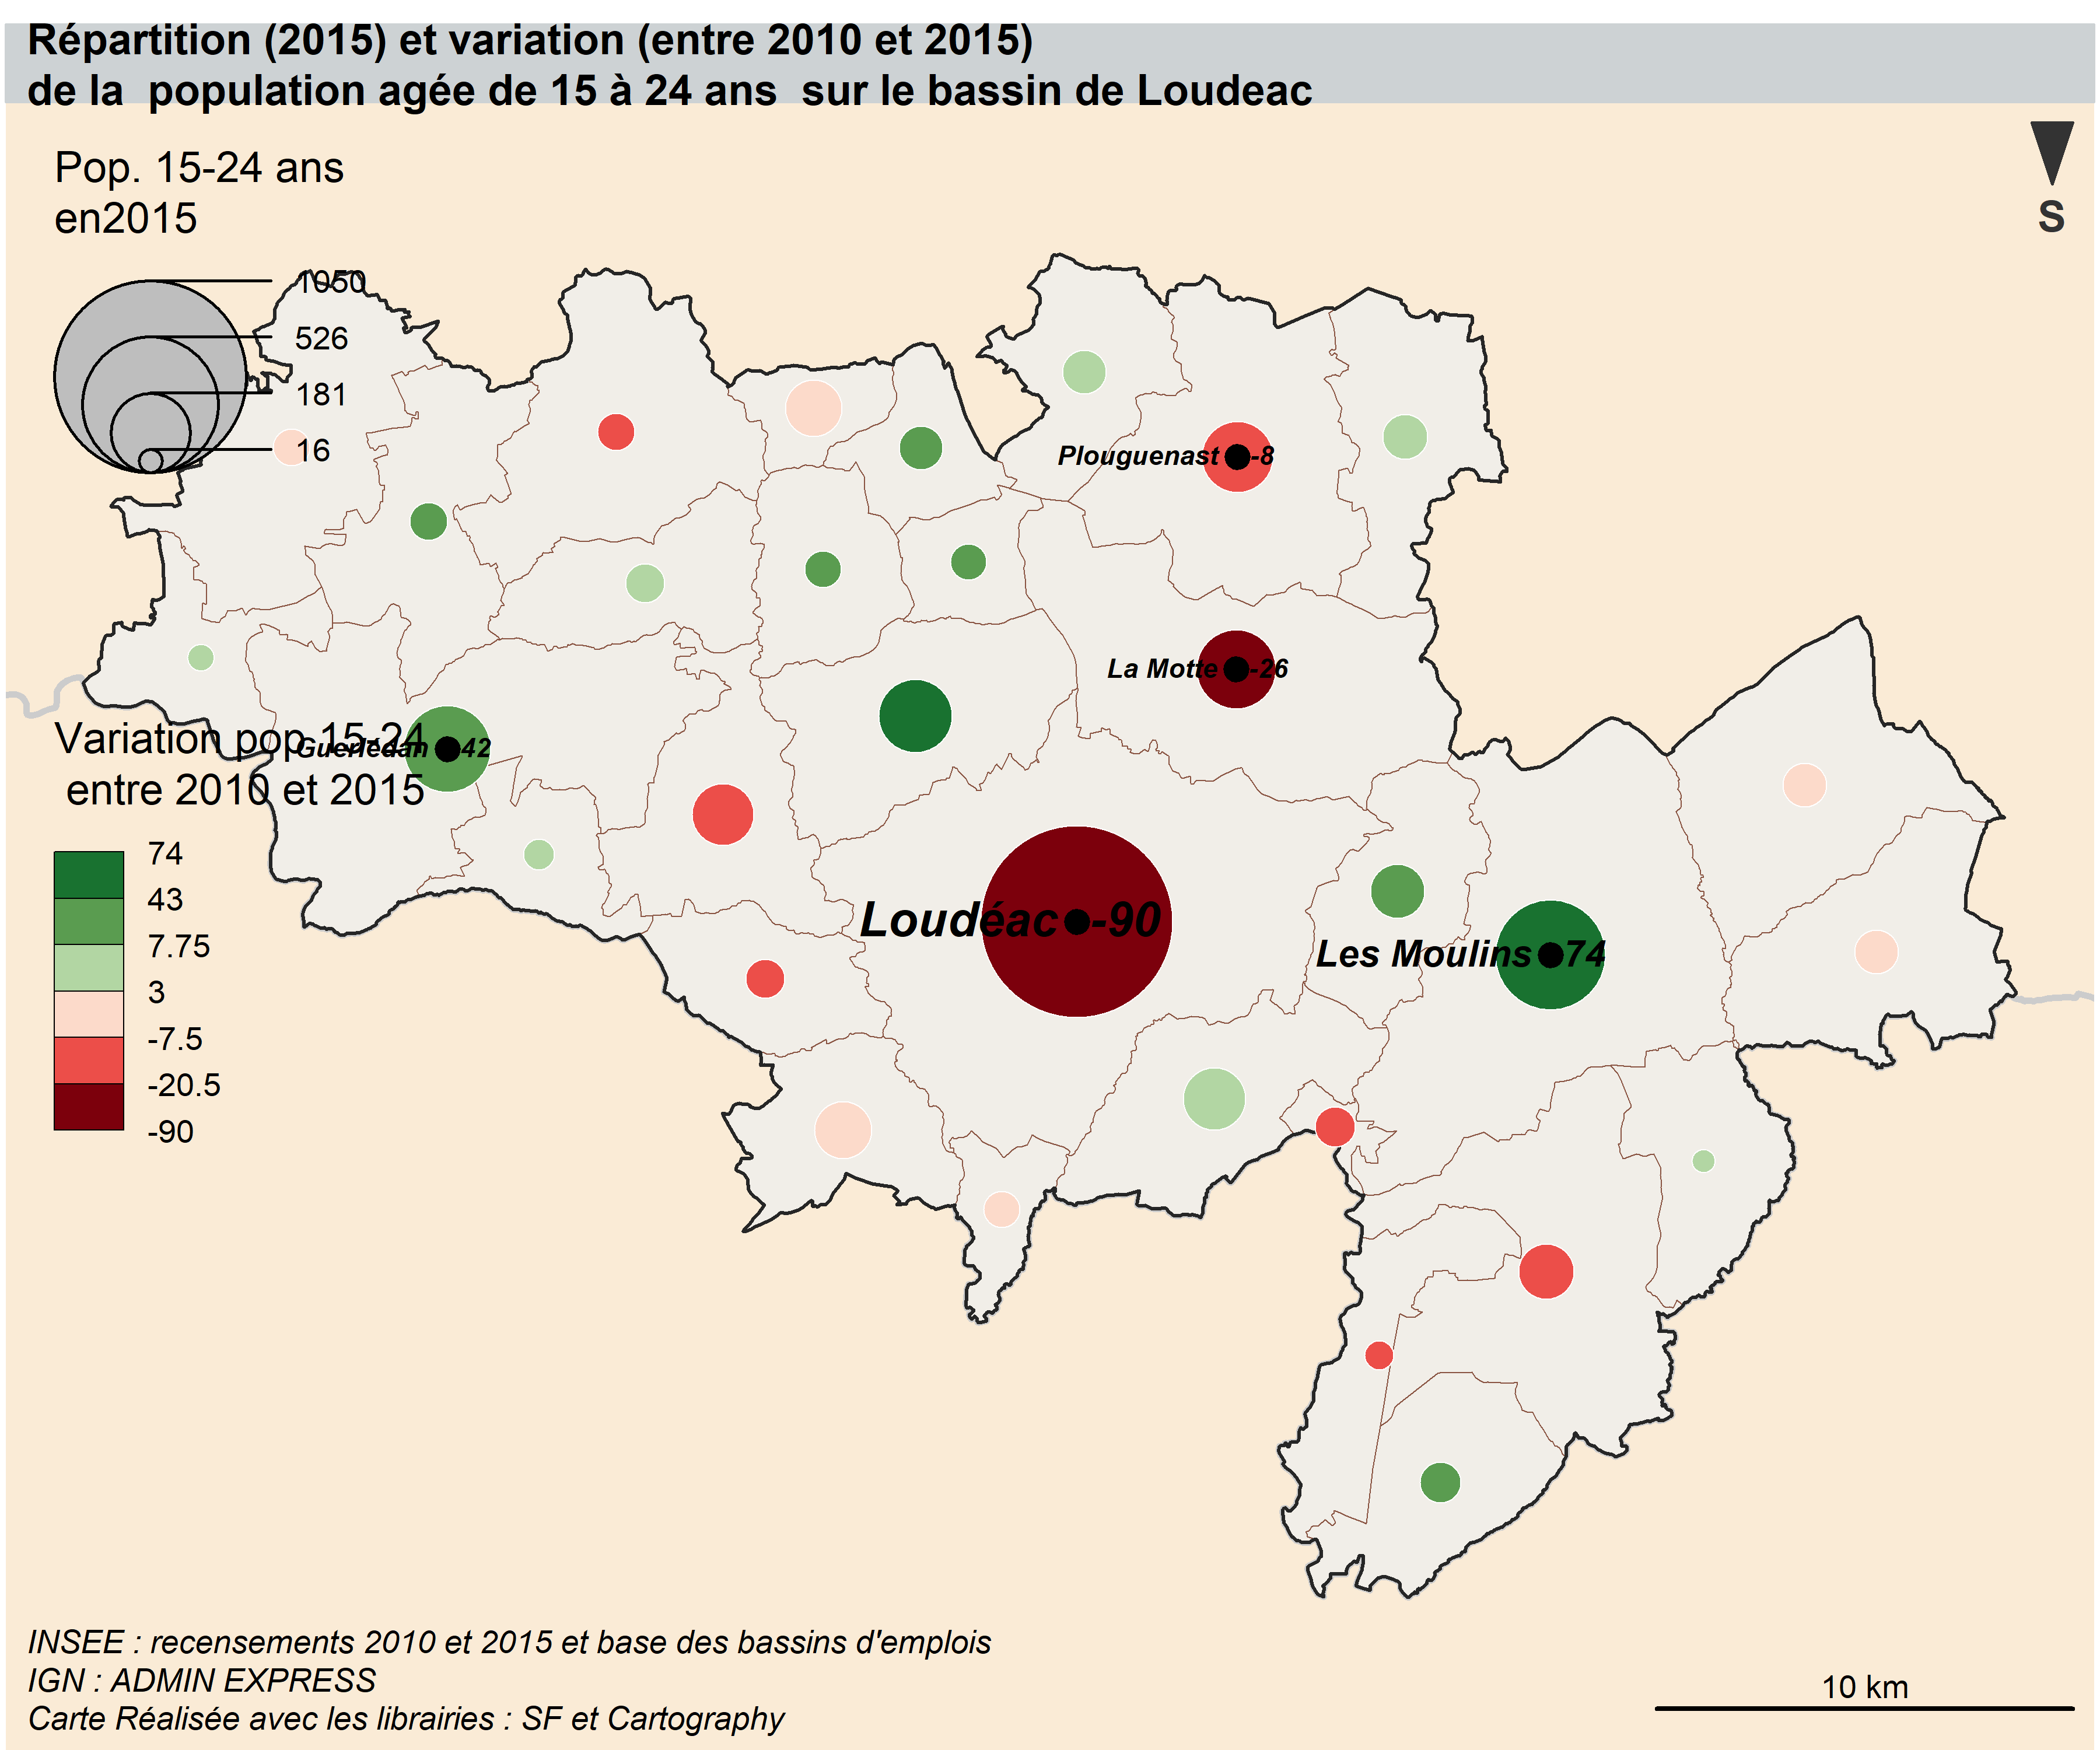 Répartition (2015) et variation (entre 2010 et 2015)
de la  population agée de 15 à 24 ans  sur le bassin de Loudeac
S
Pop. 15-24 ans
en2015
1050
526
181
16
Plouguenast -8
La Motte -26
Guerlédan 42
Loudéac -90
Les Moulins 74
Variation pop 15-24
entre 2010 et 2015
74
43
7.75
3
-7.5
-20.5
-90
INSEE : recensements 2010 et 2015 et base des bassins d'emplois
IGN : ADMIN EXPRESS
Carte Réalisée avec les librairies : SF et Cartography
10 km